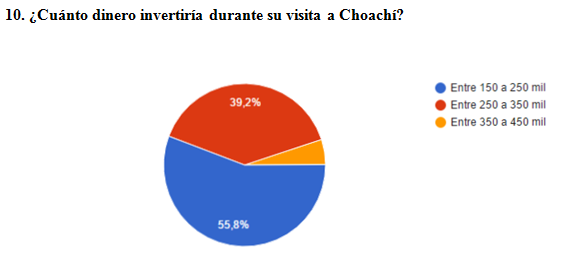 10. ¿Cuánto dinero invertiría durante su visita a Choachí?
Entre 150 a 250 mil
Entre 250 a 350 mil
Entre 350 a 450 mil
39,2%
55,8%